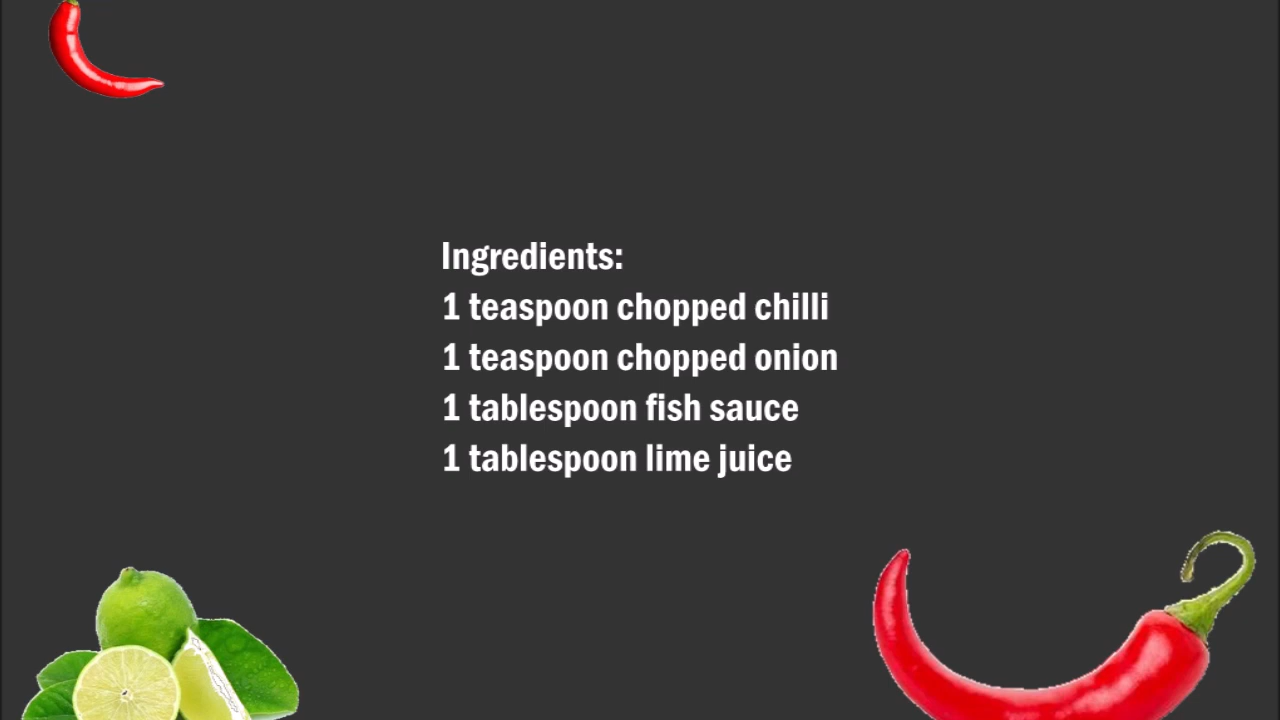 Ingredients:
1 teaspoon chopped chilli
1 teaspoon chopped onion
1 tablespoon fish sauce
1 tablespoon lime juice